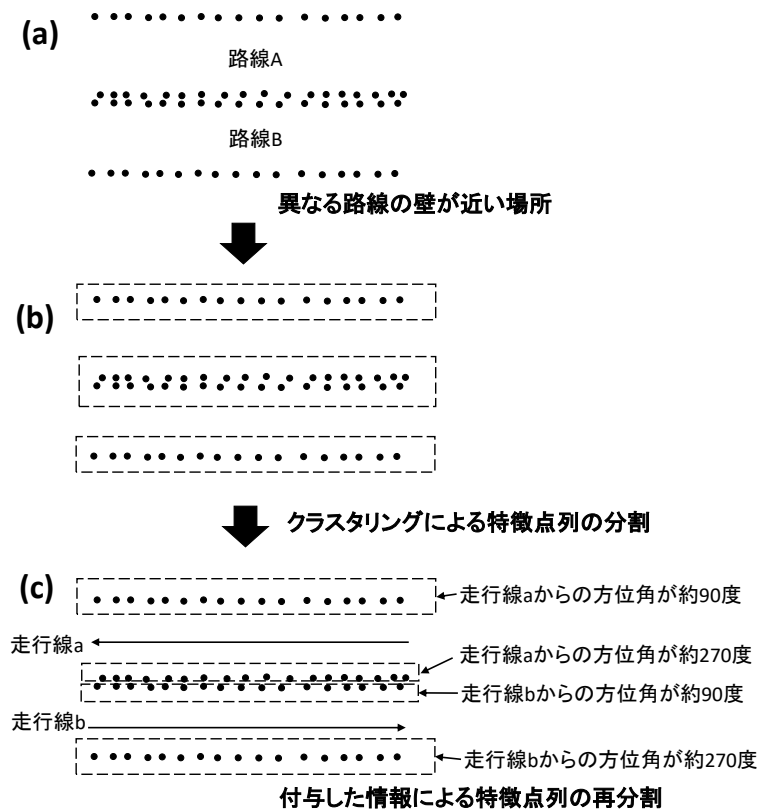 (a)
路線A
路線B
異なる路線の壁が近い場所
(b)
クラスタリングによる特徴点列の分割
(c)
走行線aからの方位角が約90度
走行線a
走行線aからの方位角が約270度
走行線bからの方位角が約90度
走行線b
走行線bからの方位角が約270度
付与した情報による特徴点列の再分割